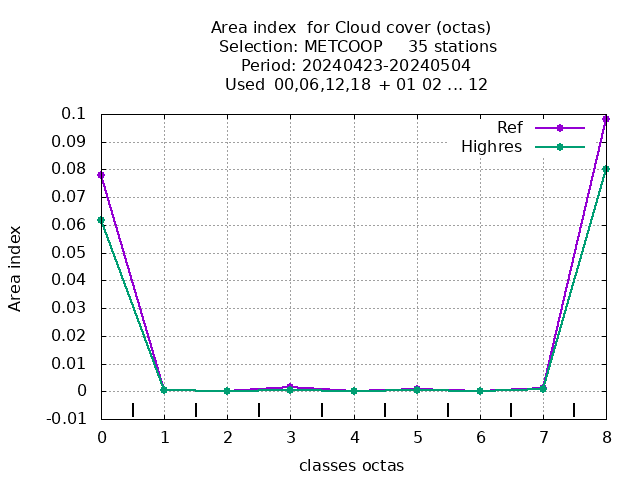 Area index  for Cloud cover (octas)
Selection: METCOOP     35 stations
Period: 20240423-20240504
Used  00,06,12,18 + 01 02 ... 12
0.1
0.09
0.08
0.07
0.06
0.05
0.04
0.03
0.02
0.01
0
-0.01
Area index
Ref
Highres
0 1 2 3 4 5 6 7 8
classes octas